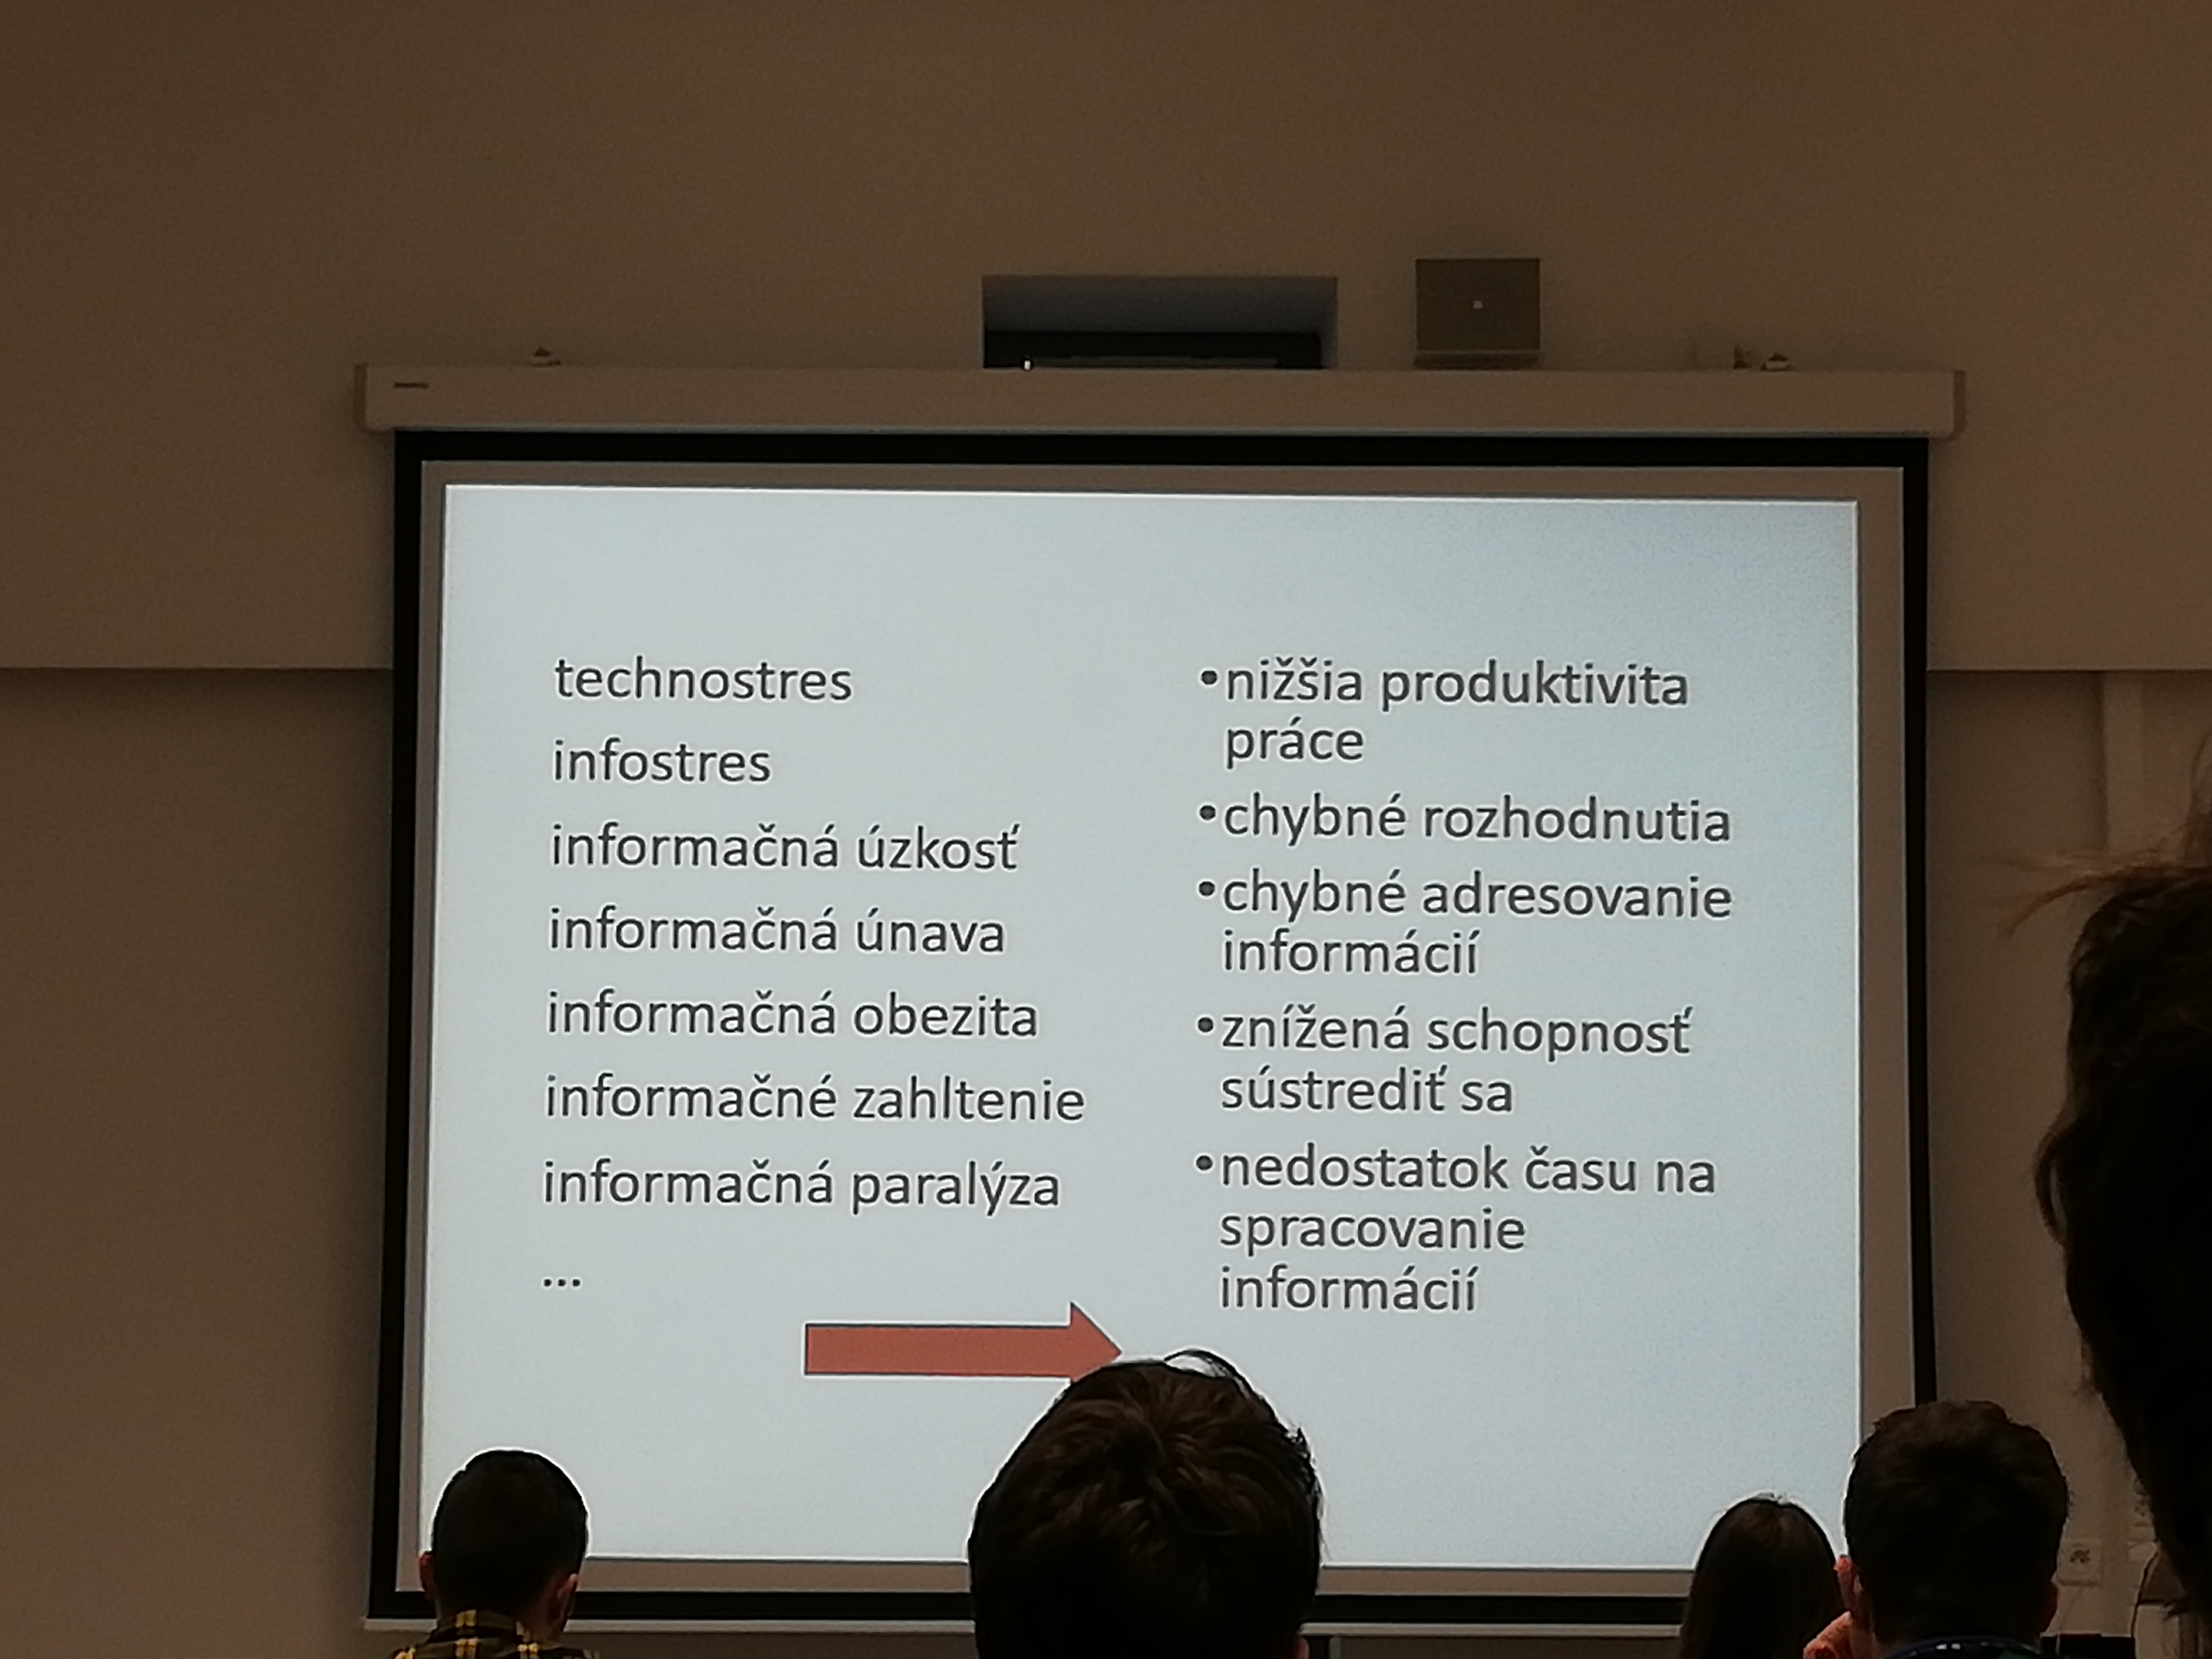 technostres
infostres
informačná úzkosť
informačná únava
informačná obezita
informačné zahltenie
informačná paralýza
...
•nižšia produktivita
práce
•chybné rozhodnutia
•chybné adresovanie
informácií
•znížená schopnosť
sústrediť sa
•nedostatok času na
spracovanie
informácií